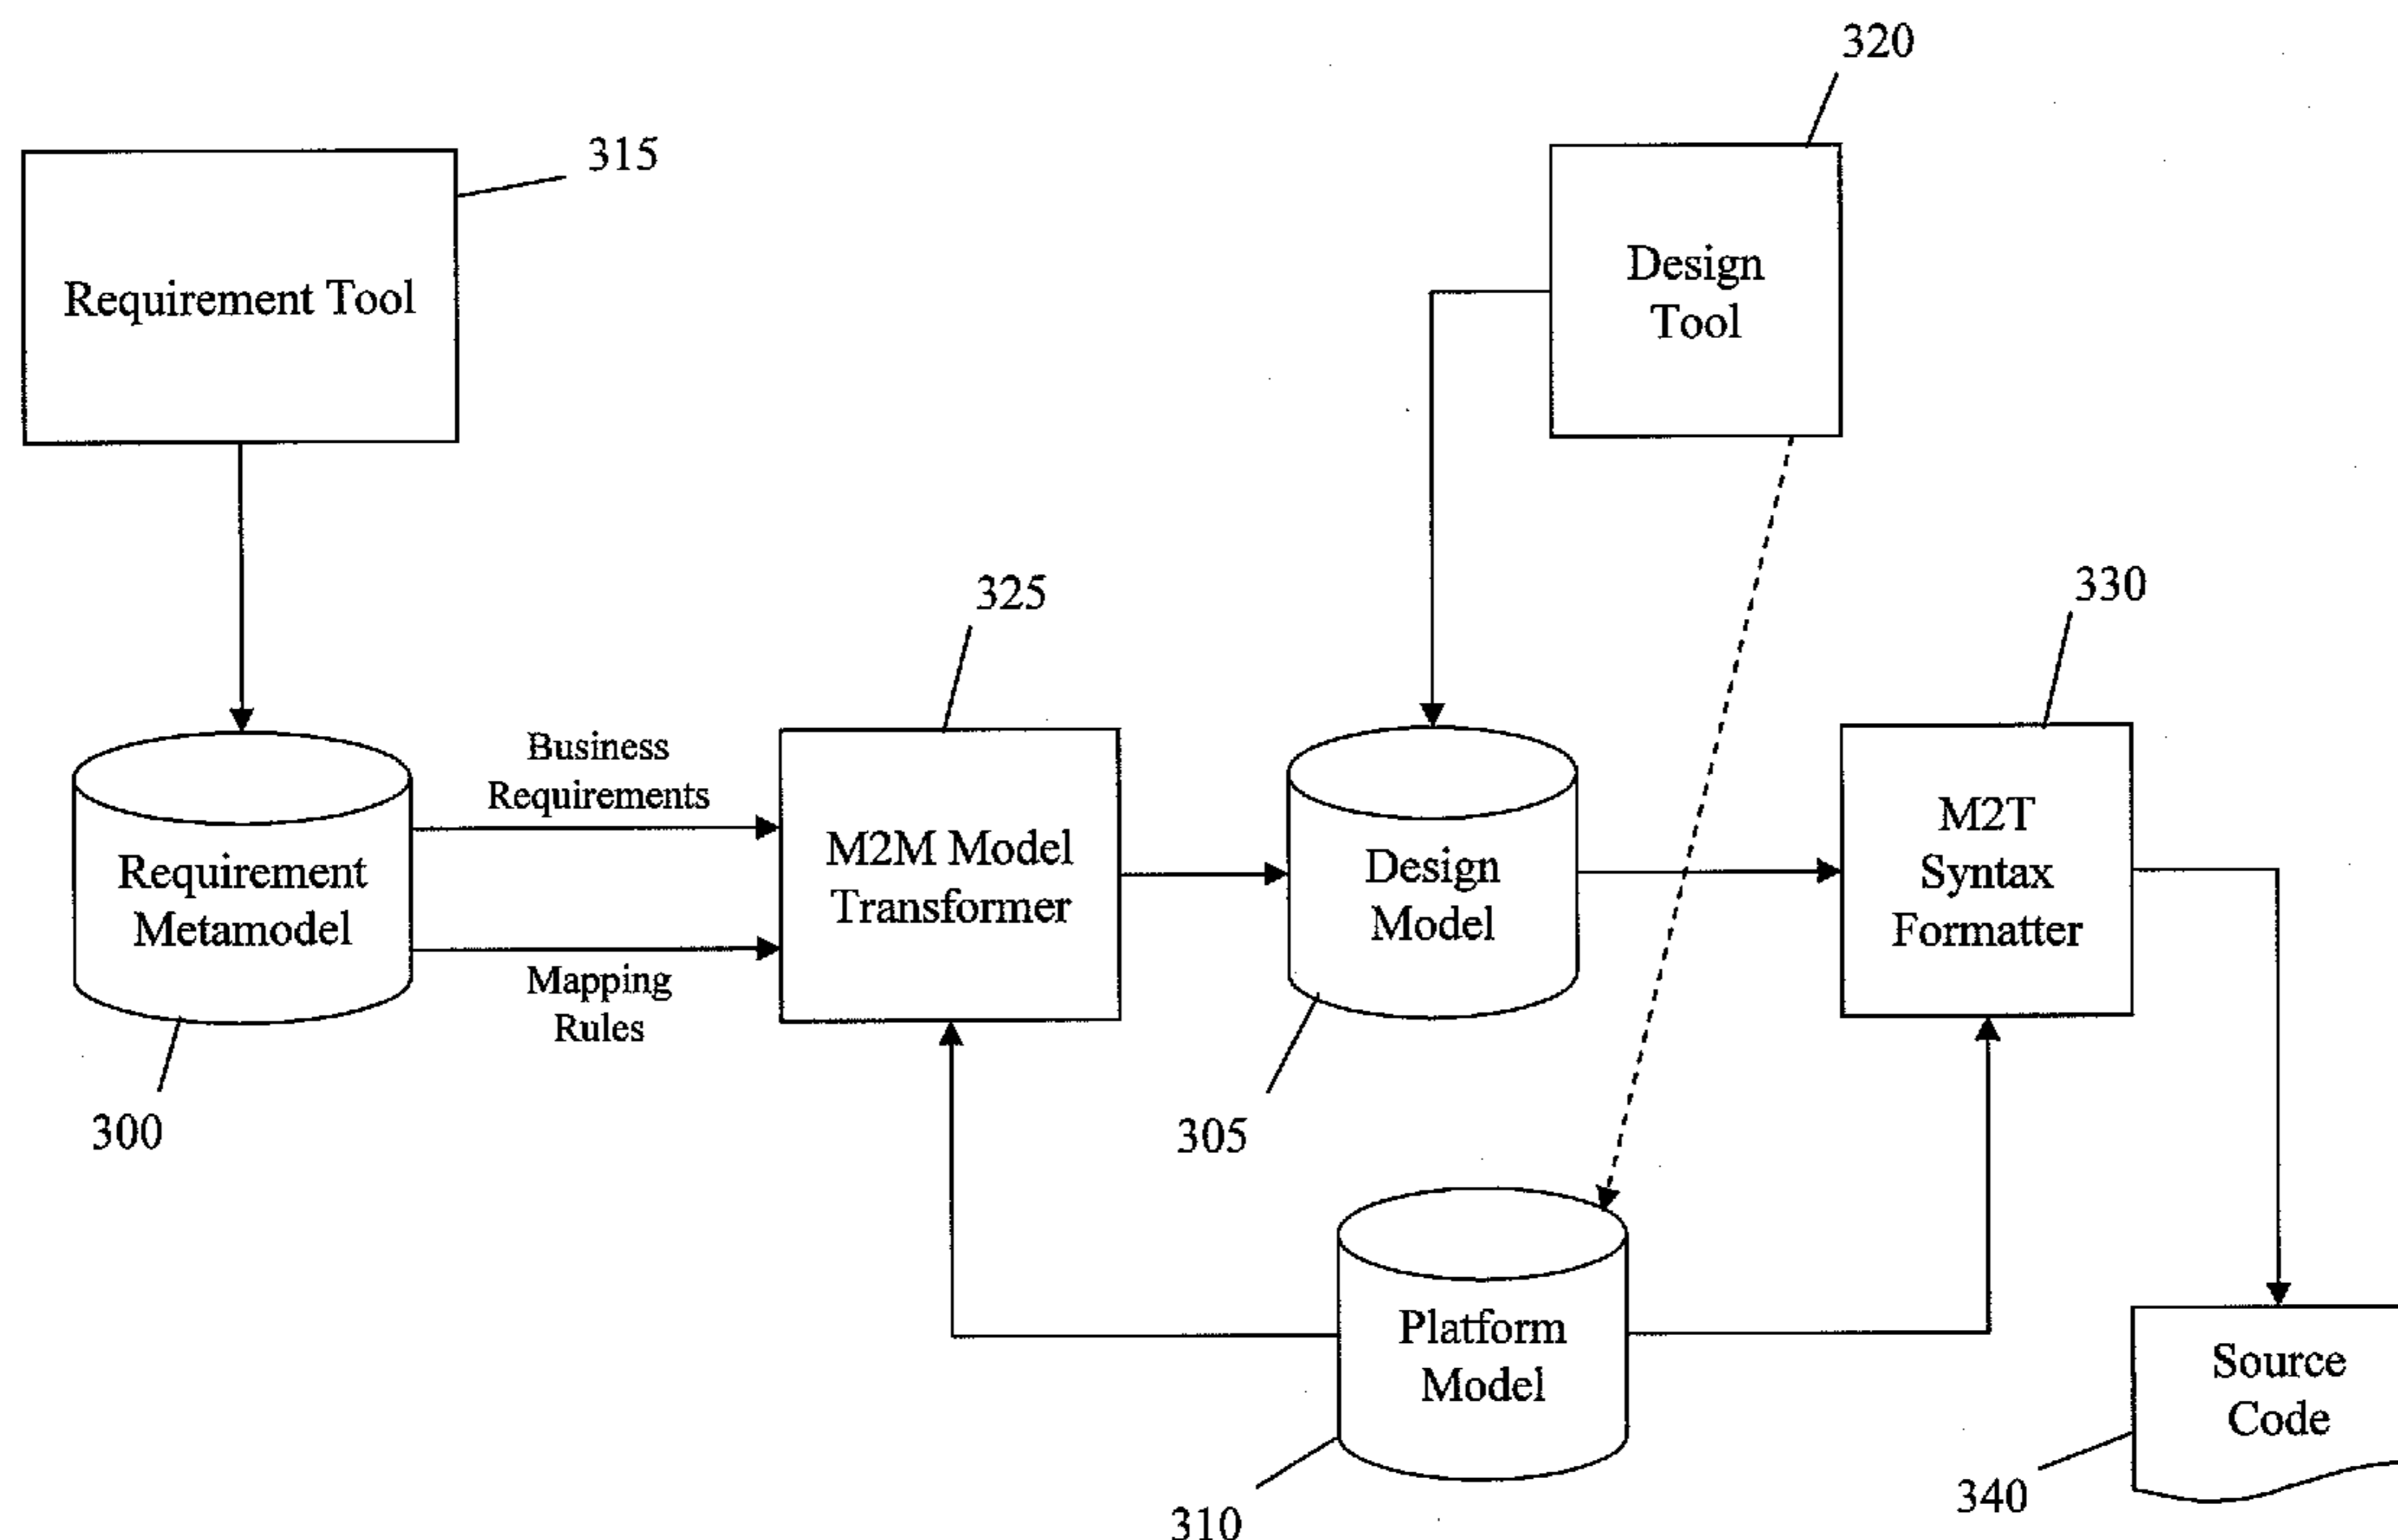 320
315
Requirement Tool
Design
Tool
325
330
Business
Requirements
Requirement
Metamodel
Mapping
Rules
M2M Model
Transformer
Design
Model
M2T
Syntax
Formatter
300
305
Platform
Model
Source
Code
310
340